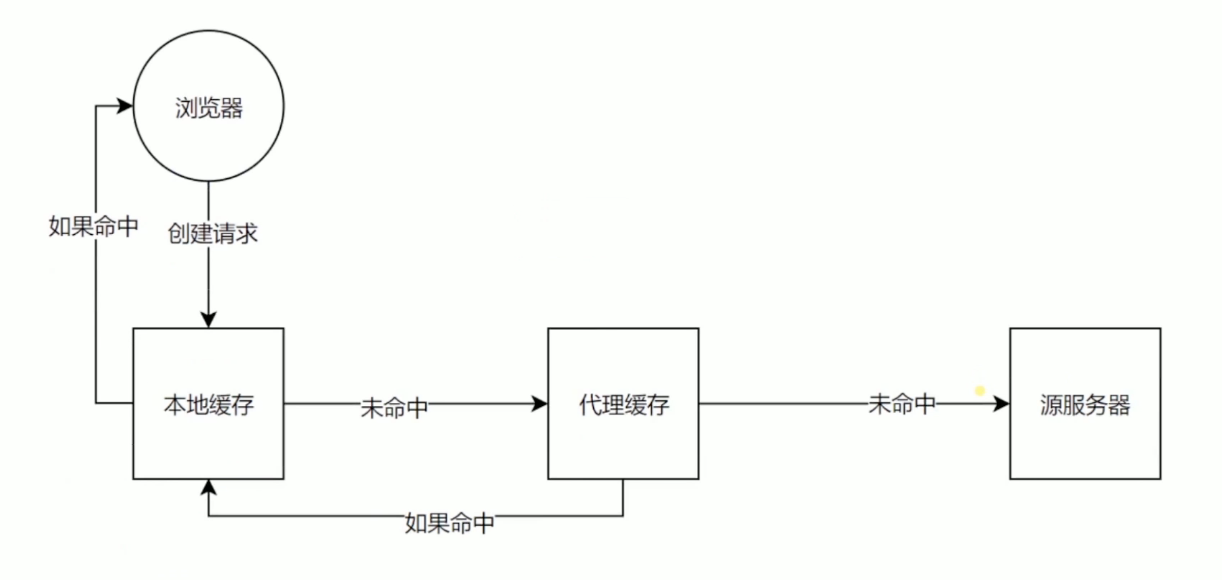 浏览器
如果命中
创建请求
本地缓存
未命中
代理缓存
未命中
源服务器
如果命中